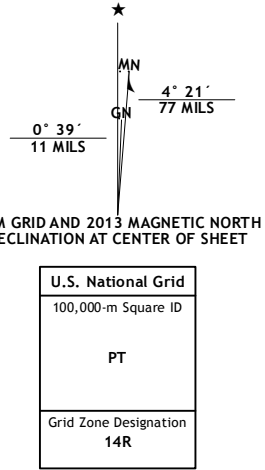 ★
MN
4° 21´
77 MILS
GN
0° 39´
11 MILS
M GRID AND 2013 MAGNETIC NORTH
ECLINATION AT CENTER OF SHEET
U.S. National Grid
100,000-m Square ID
PT
Grid Zone Designation
14R